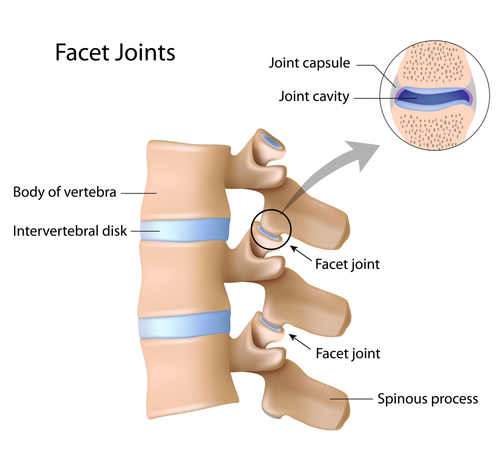 Facet Joints
Joint capsule
Joint cavity
Body of vertebra
Intervertebral disk
Facet joint
Facet joint
Spinous process